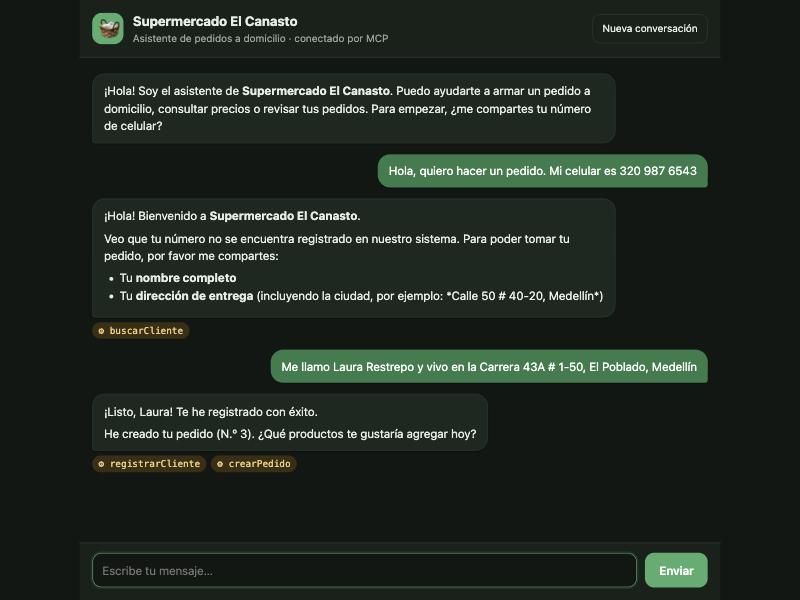 Supermercado El Canasto
Asistente de pedidos a domicilio · conectado por MCP
Nueva conversación
¡Hola! Soy el asistente de Supermercado El Canasto. Puedo ayudarte a armar un pedido a
domicilio, consultar precios o revisar tus pedidos. Para empezar, ¿me compartes tu número
de celular?
Hola, quiero hacer un pedido. Mi celular es 320 987 6543
¡Hola! Bienvenido a Supermercado El Canasto.
Veo que tu número no se encuentra registrado en nuestro sistema. Para poder tomar tu
pedido, por favor me compartes:
• Tu nombre completo
• Tu dirección de entrega (incluyendo la ciudad, por ejemplo: *Calle 50 # 40-20, Medellín*)
buscarCliente
Me llamo Laura Restrepo y vivo en la Carrera 43A # 1-50, El Poblado, Medellín
¡Listo, Laura! Te he registrado con éxito.
He creado tu pedido (N.º 3). ¿Qué productos te gustaría agregar hoy?
registrarCliente
crearPedido
Escribe tu mensaje...
Enviar